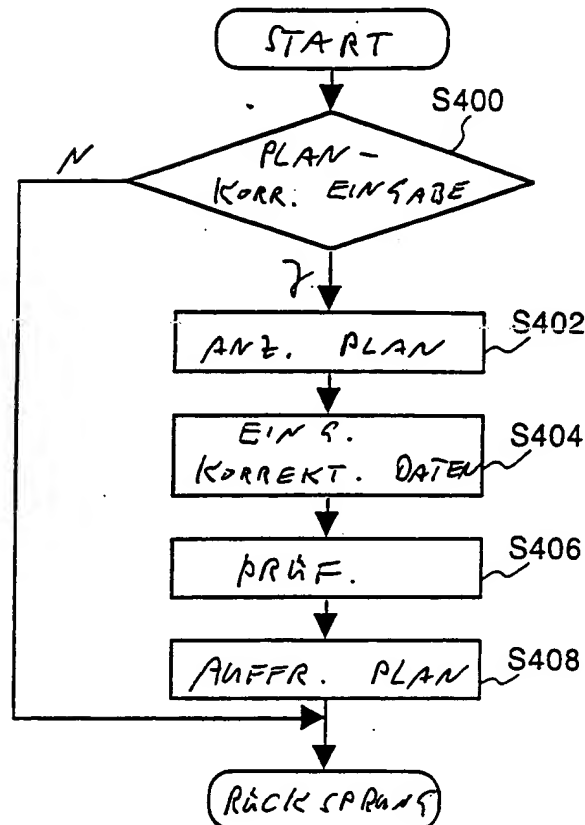 START
S400
PLAN-
KORR. EINGABE
N
J
S402
ANZ. PLAN
EING.
KORREKT. DATEN
S404
PRÜF.
S406
AUFFR. PLAN
S408
RÜCKSPRUNG